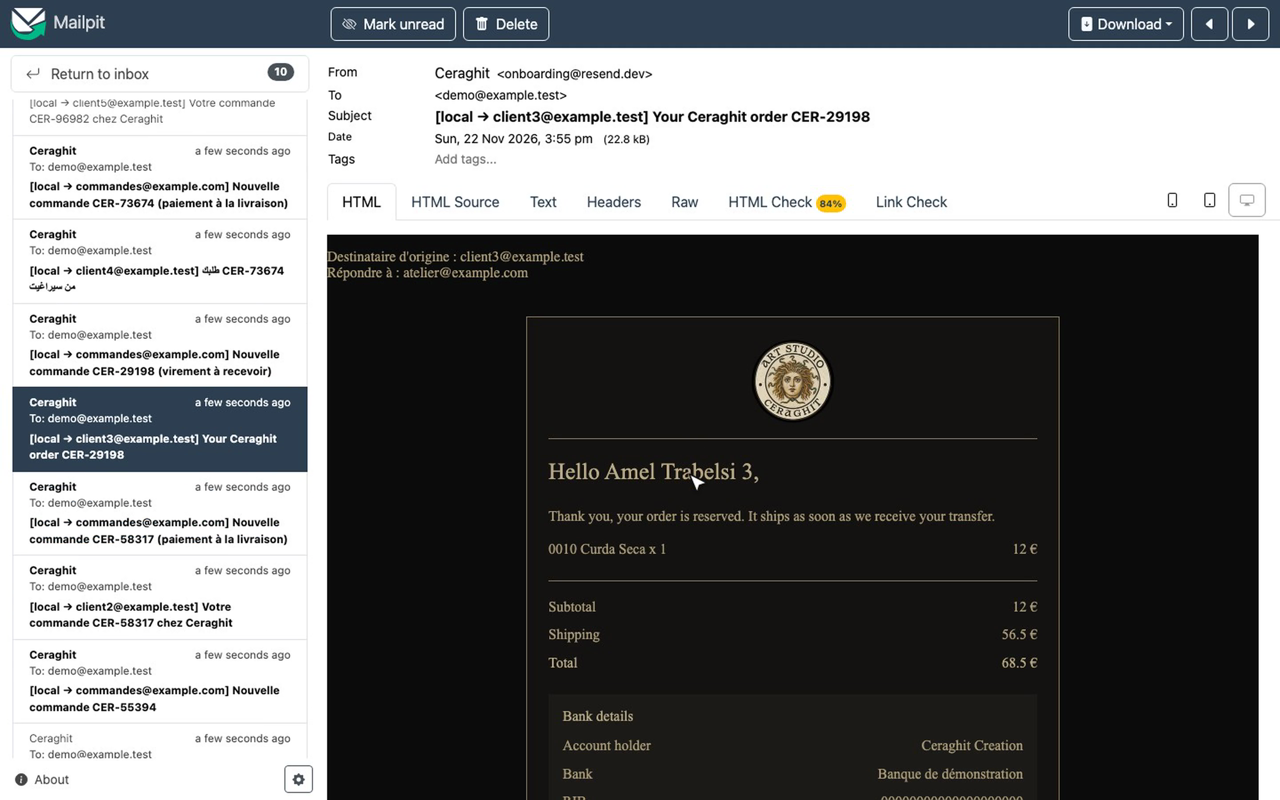 Mailpit
Mark unread
Delete
Download
Return to inbox
10
[local → client5@example.test] Votre commande
CER-96982 chez Ceraghit
Ceraghit
a few seconds ago
To: demo@example.test
[local → commandes@example.com] Nouvelle
commande CER-73674 (paiement à la livraison)
Ceraghit
a few seconds ago
To: demo@example.test
[local → client4@example.test] طلبك CER-73674
من سيراغيت
Ceraghit
a few seconds ago
To: demo@example.test
[local → commandes@example.com] Nouvelle
commande CER-29198 (virement à recevoir)
Ceraghit
a few seconds ago
To: demo@example.test
[local → client3@example.test] Your Ceraghit
order CER-29198
Ceraghit
a few seconds ago
To: demo@example.test
[local → commandes@example.com] Nouvelle
commande CER-58317 (paiement à la livraison)
Ceraghit
a few seconds ago
To: demo@example.test
[local → client2@example.test] Votre
commande CER-58317 chez Ceraghit
Ceraghit
a few seconds ago
To: demo@example.test
[local → commandes@example.com] Nouvelle
commande CER-55394
Ceraghit
a few seconds ago
To: demo@example.test
About
From
Ceraghit <onboarding@resend.dev>
To
<demo@example.test>
Subject
[local → client3@example.test] Your Ceraghit order CER-29198
Date
Sun, 22 Nov 2026, 3:55 pm (22.8 kB)
Tags
Add tags...
HTML
HTML Source
Text
Headers
Raw
HTML Check 84%
Link Check
Destinataire d'origine : client3@example.test
Répondre à : atelier@example.com
ART STUDIO
CERAGHIT
Hello Amel Trabelsi 3,
Thank you, your order is reserved. It ships as soon as we receive your transfer.
0010 Curda Seca x 1
12 €
Subtotal
12 €
Shipping
56.5 €
Total
68.5 €
Bank details
Account holder
Ceraghit Creation
Bank
Banque de démonstration